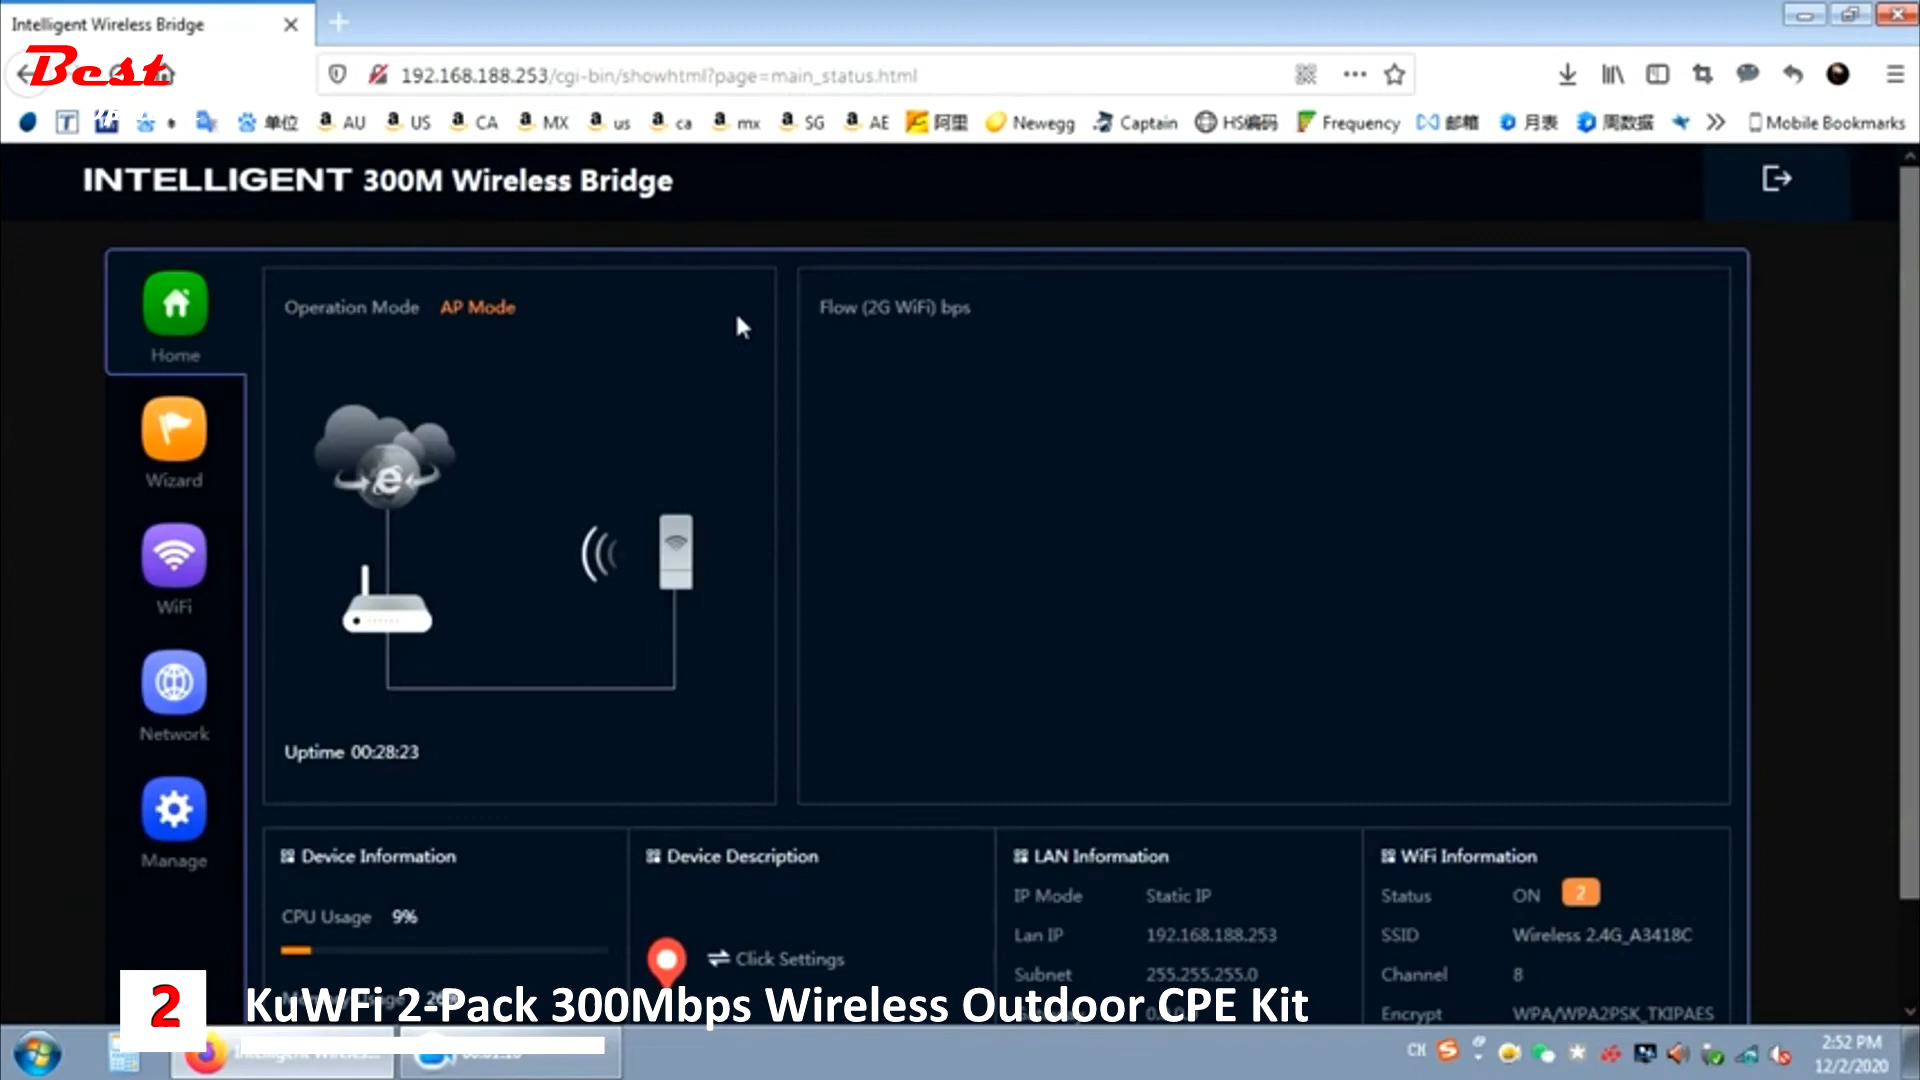 Intelligent Wireless Bridge
Best
192.168.188.253/cgi-bin/showhtml?page=main_status.html
单位 AU US CA MX us ca mx SG AE 阿里 Newegg Captain HS编码 Frequency 邮箱 月表 周数据 Mobile Bookmarks
INTELLIGENT 300M Wireless Bridge
Home
Wizard
WiFi
Network
Manage
Operation Mode AP Mode
Uptime 00:28:23
Flow (2G WiFi) bps
Device Information
CPU Usage 9%
Device Description
Click Settings
LAN Information
IP Mode Static IP
Lan IP 192.168.188.253
Subnet 255.255.255.0
WiFi Information
Status ON 2
SSID Wireless 2.4G_A3418C
Channel 8
Encrypt WPA/WPA2PSK_TKIPAES
2 KuWFi 2-Pack 300Mbps Wireless Outdoor CPE Kit
CH
2:52 PM
12/2/2020